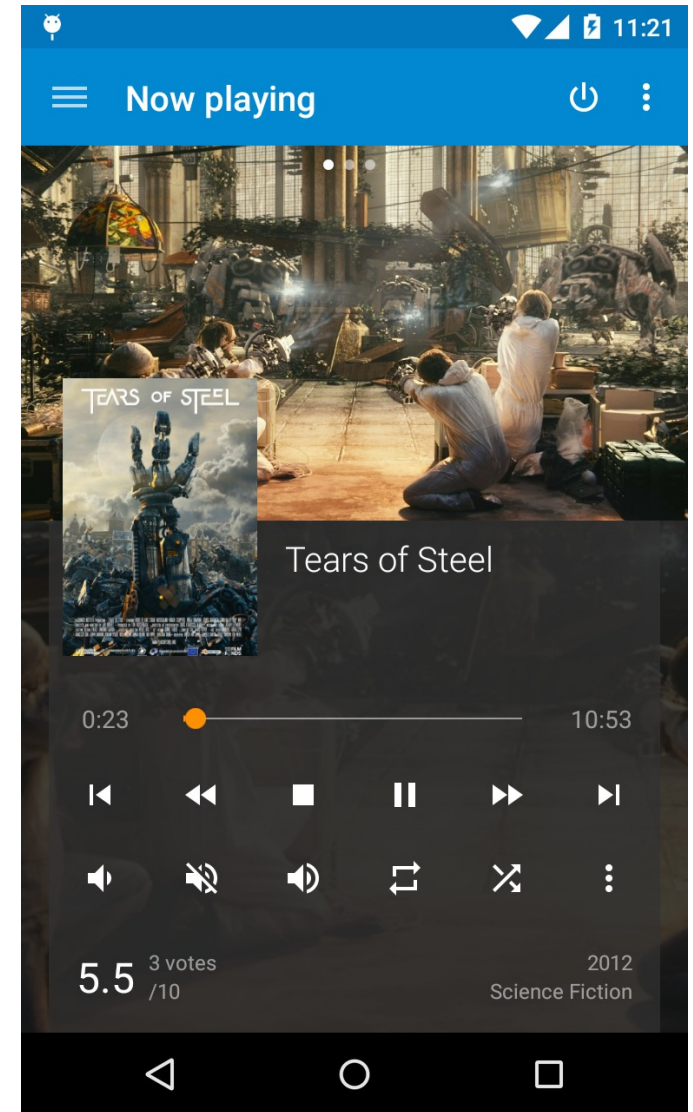 11:21
Now playing
TEARS OF STEEL
Tears of Steel
0:23
10:53
5.5
3 votes
/10
2012
Science Fiction